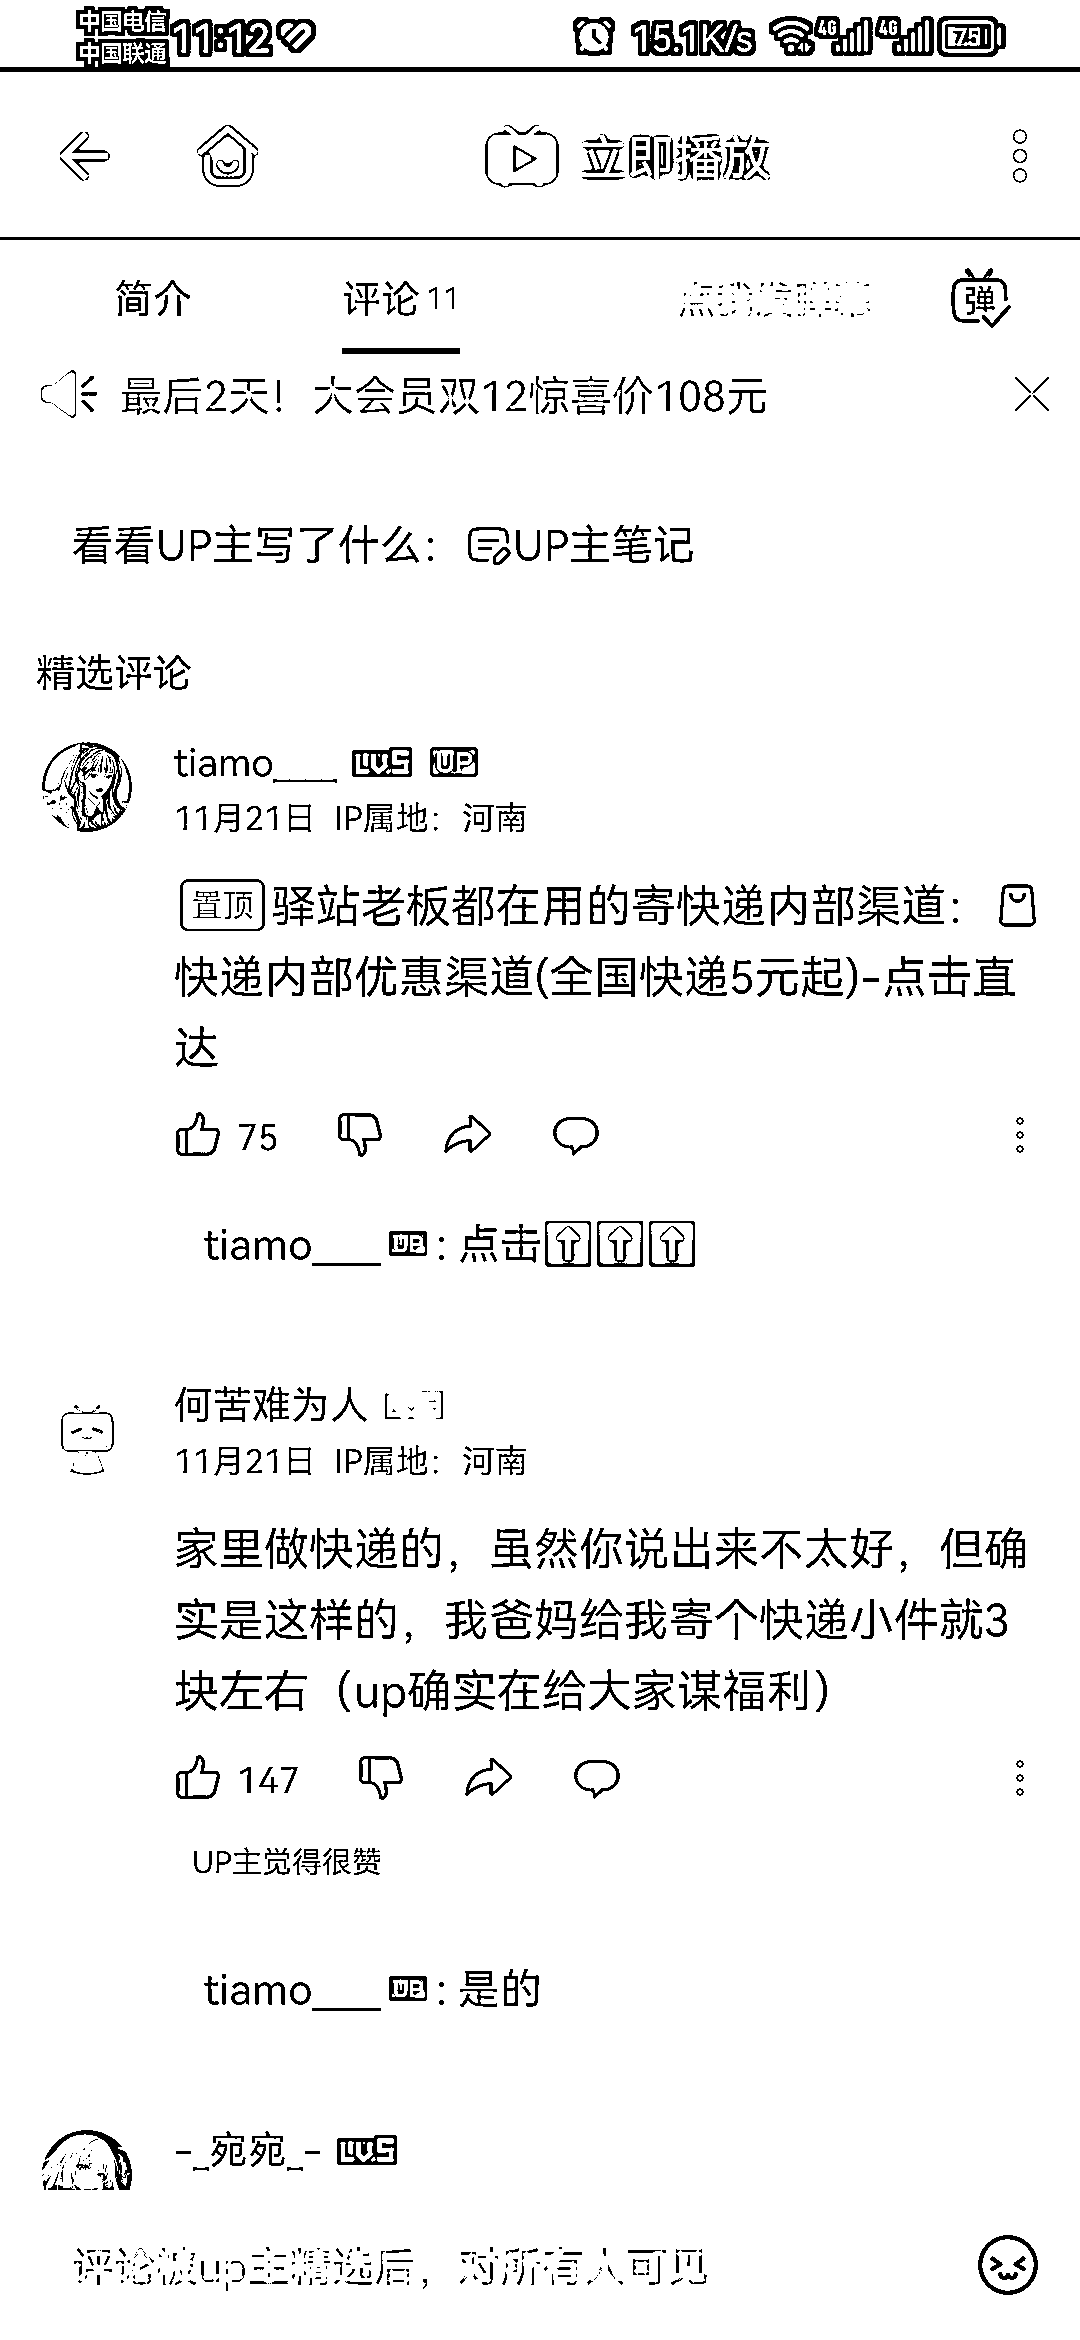 中国电信
中国联通
11:12
15.1K/s 4G 4G 75
立即播放
简介 评论 11 点我发弹幕 弹
最后2天！大会员双12惊喜价108元
看看UP主写了什么：UP主笔记
精选评论
tiamo___ LV5 UP
11月21日 IP属地：河南
置顶 驿站老板都在用的寄快递内部渠道：
快递内部优惠渠道(全国快递5元起)-点击直
达
75
tiamo___ UP : 点击
何苦难为人
11月21日 IP属地：河南
家里做快递的，虽然你说出来不太好，但确
实是这样的，我爸妈给我寄个快递小件就3
块左右（up确实在给大家谋福利）
147
UP主觉得很赞
tiamo___ UP : 是的
-_宛宛_- LV5
评论被up主精选后，对所有人可见